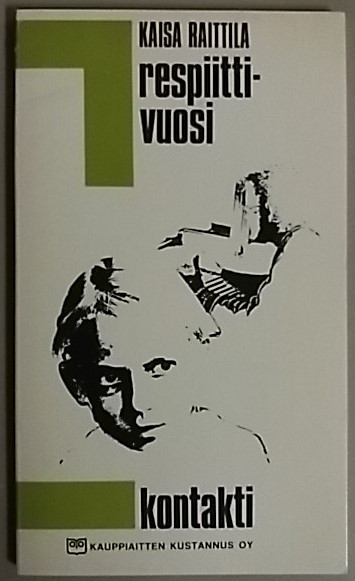 KAISA RAITTILA
respiitti-
vuosi
kontakti
KAUPPIAITTEN KUSTANNUS OY